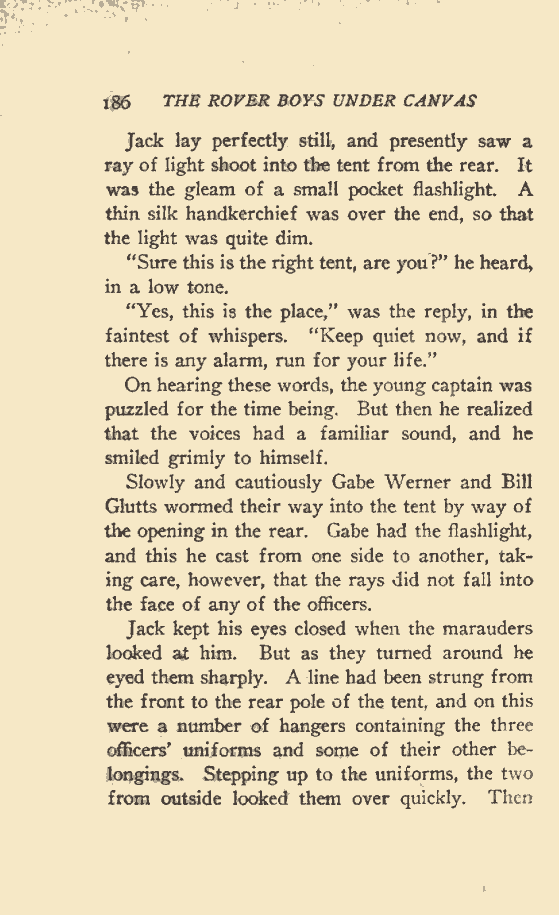 186 THE ROVER BOYS UNDER CANVAS
Jack lay perfectly still, and presently saw a
ray of light shoot into the tent from the rear. It
was the gleam of a small pocket flashlight. A
thin silk handkerchief was over the end, so that
the light was quite dim.
"Sure this is the right tent, are you?" he heard,
in a low tone.
"Yes, this is the place," was the reply, in the
faintest of whispers. "Keep quiet now, and if
there is any alarm, run for your life."
On hearing these words, the young captain was
puzzled for the time being. But then he realized
that the voices had a familiar sound, and he
smiled grimly to himself.
Slowly and cautiously Gabe Werner and Bill
Glutts wormed their way into the tent by way of
the opening in the rear. Gabe had the flashlight,
and this he cast from one side to another, tak-
ing care, however, that the rays did not fall into
the face of any of the officers.
Jack kept his eyes closed when the marauders
looked at him. But as they turned around he
eyed them sharply. A line had been strung from
the front to the rear pole of the tent, and on this
were a number of hangers containing the three
officers' uniforms and some of their other be-
longings. Stepping up to the uniforms, the two
from outside looked them over quickly. Then